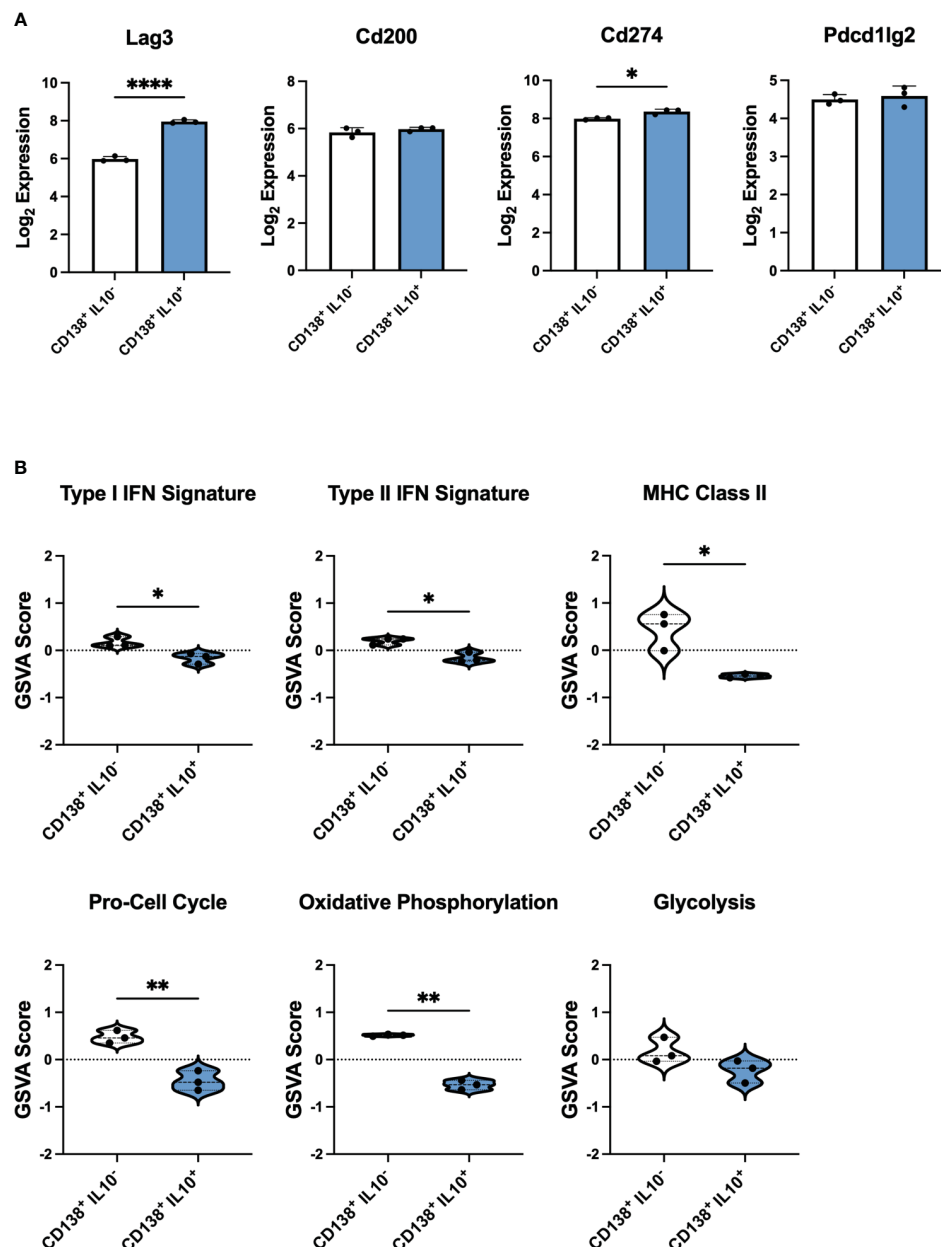 A
Lag3
Cd200
Cd274
Pdcd1lg2
****
*
Log₂ Expression
10
8
6
4
2
0
CD138⁺ IL10⁻
CD138⁺ IL10⁺
Log₂ Expression
8
6
4
2
0
CD138⁺ IL10⁻
CD138⁺ IL10⁺
Log₂ Expression
10
8
6
4
2
0
CD138⁺ IL10⁻
CD138⁺ IL10⁺
Log₂ Expression
5
4
3
2
1
0
CD138⁺ IL10⁻
CD138⁺ IL10⁺
B
Type I IFN Signature
Type II IFN Signature
MHC Class II
*
*
*
GSVA Score
2
1
0
-1
-2
CD138⁺ IL10⁻
CD138⁺ IL10⁺
GSVA Score
2
1
0
-1
-2
CD138⁺ IL10⁻
CD138⁺ IL10⁺
GSVA Score
2
1
0
-1
-2
CD138⁺ IL10⁻
CD138⁺ IL10⁺
Pro-Cell Cycle
Oxidative Phosphorylation
Glycolysis
**
**
GSVA Score
2
1
0
-1
-2
CD138⁺ IL10⁻
CD138⁺ IL10⁺
GSVA Score
2
1
0
-1
-2
CD138⁺ IL10⁻
CD138⁺ IL10⁺
GSVA Score
2
1
0
-1
-2
CD138⁺ IL10⁻
CD138⁺ IL10⁺